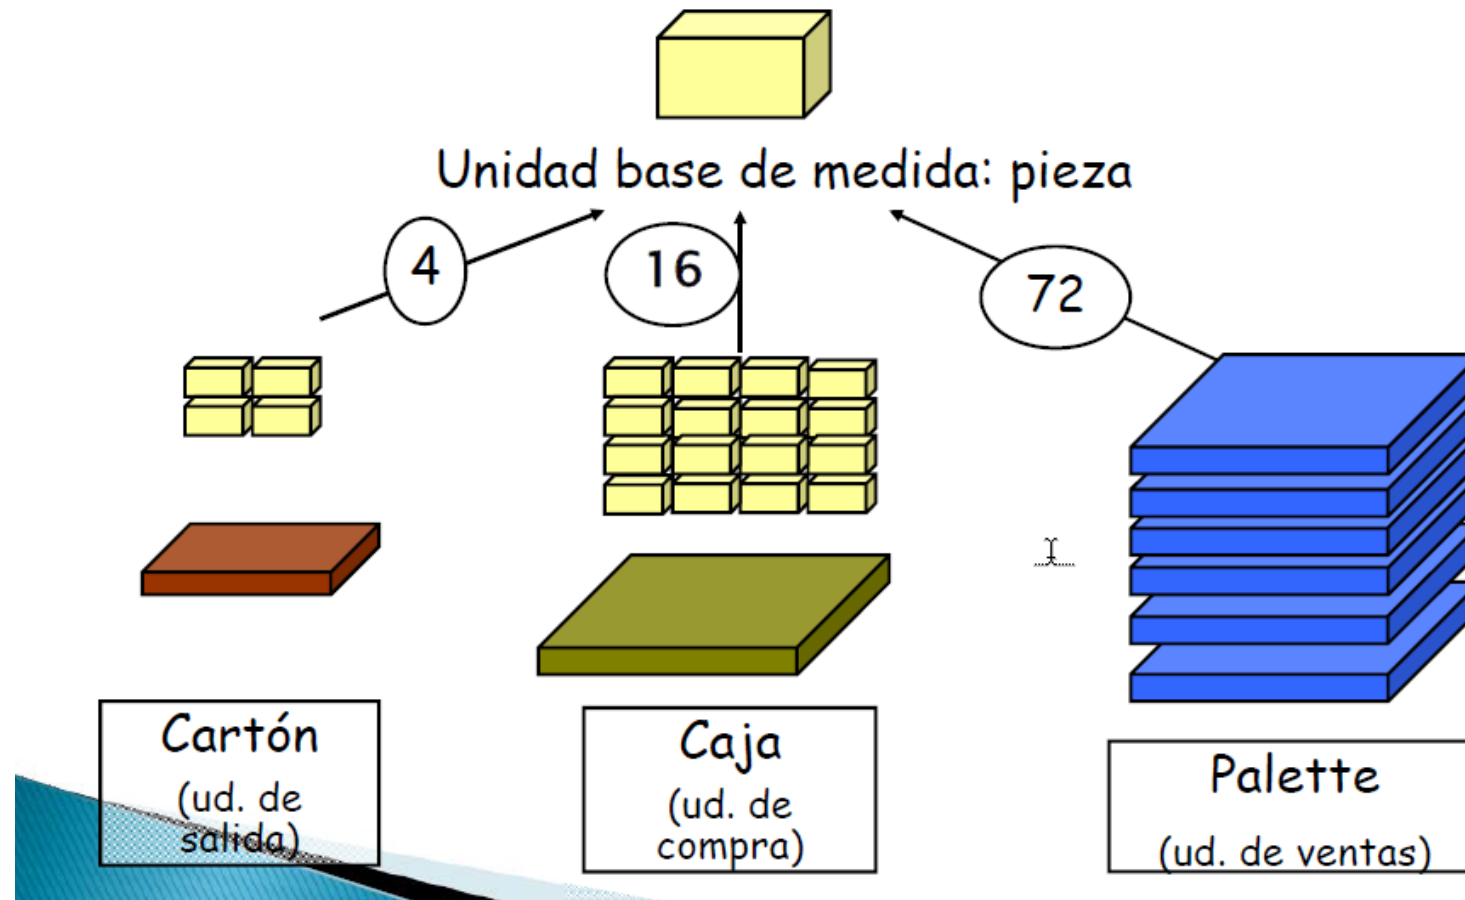 Unidad base de medida: pieza
4
16
72
Cartón
(ud. de
salida)
Caja
(ud. de
compra)
Palette
(ud. de ventas)